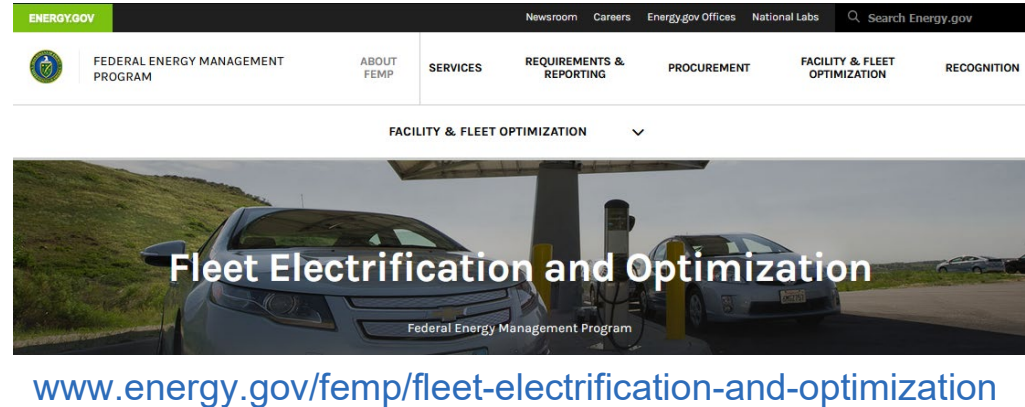 ENERGY.GOV Newsroom Careers Energy.gov Offices National Labs Search Energy.gov
FEDERAL ENERGY MANAGEMENT PROGRAM
ABOUT FEMP
SERVICES
REQUIREMENTS & REPORTING
PROCUREMENT
FACILITY & FLEET OPTIMIZATION
RECOGNITION
FACILITY & FLEET OPTIMIZATION
Fleet Electrification and Optimization
Federal Energy Management Program
www.energy.gov/femp/fleet-electrification-and-optimization